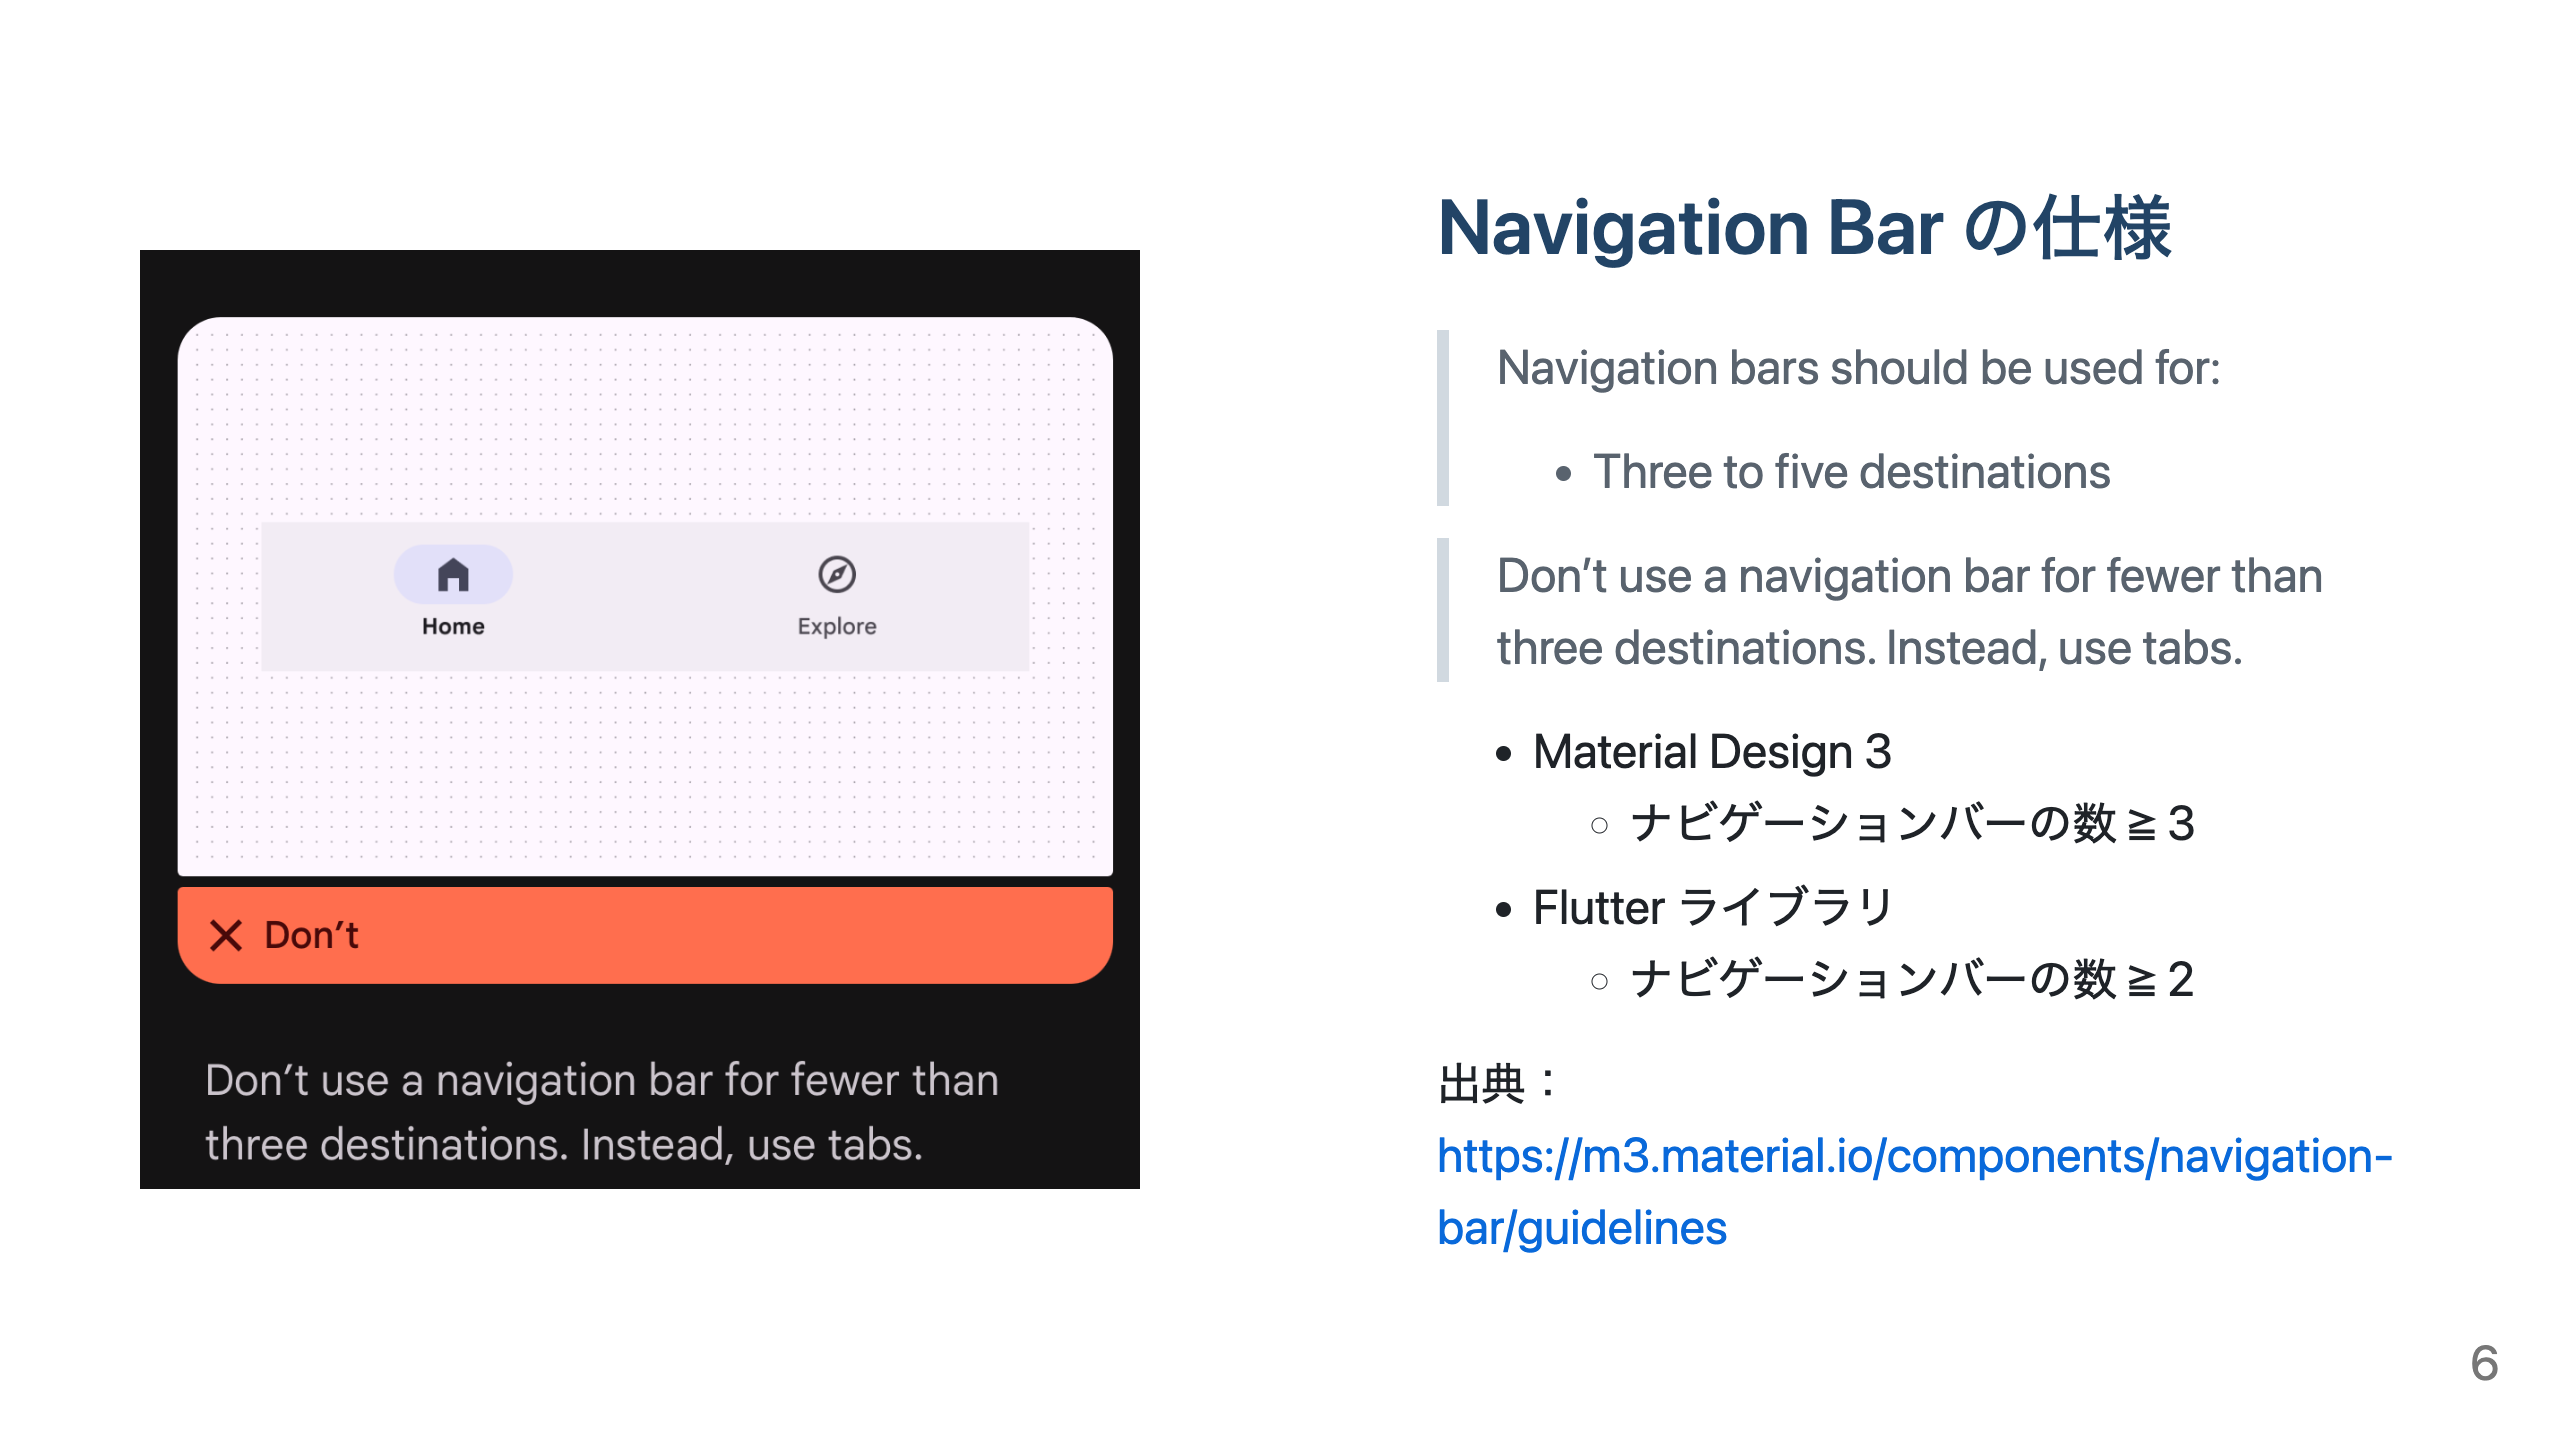 Home
Explore
Don’t
Don’t use a navigation bar for fewer than
three destinations. Instead, use tabs.
Navigation Bar の仕様
Navigation bars should be used for:
• Three to five destinations
Don’t use a navigation bar for fewer than
three destinations. Instead, use tabs.
• Material Design 3
○ ナビゲーションバーの数 ≧ 3
• Flutter ライブラリ
○ ナビゲーションバーの数 ≧ 2
出典：
https://m3.material.io/components/navigation-
bar/guidelines
6